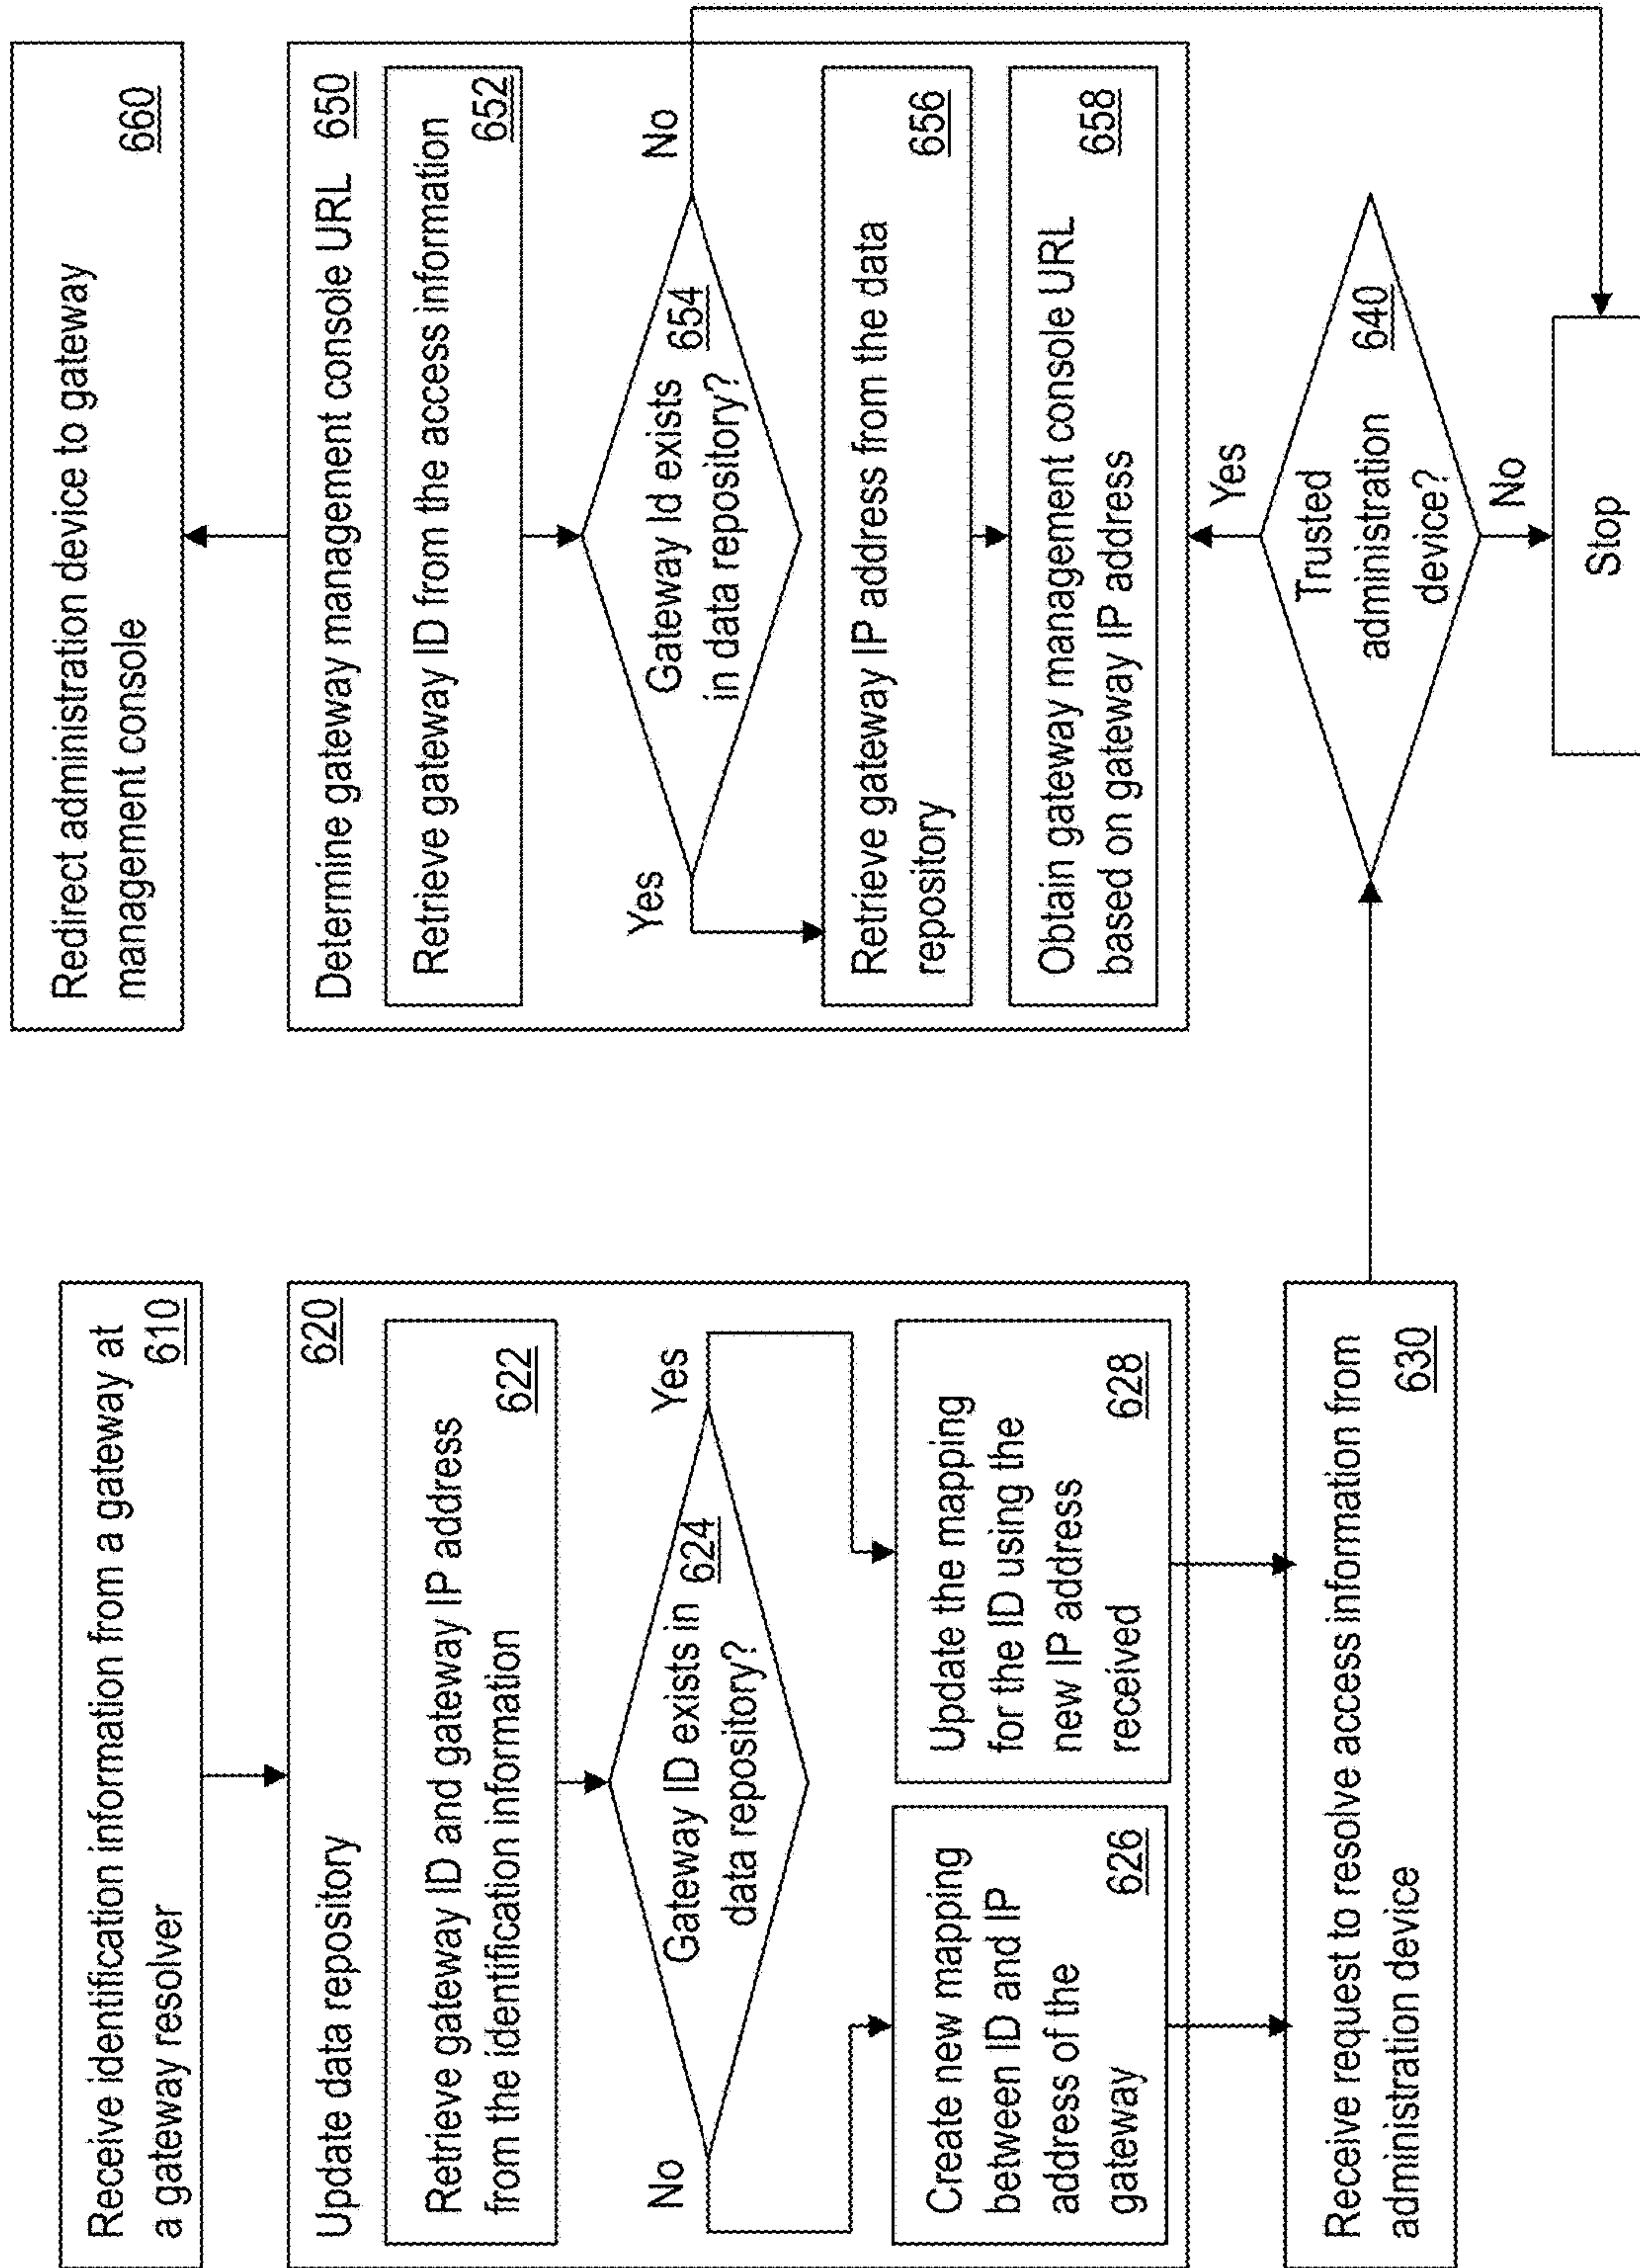 Receive identification information from a gateway at
a gateway resolver 610
Update data repository 620
Retrieve gateway ID and gateway IP address
from the identification information 622
Gateway ID exists in 624
data repository?
No
Yes
Create new mapping
between ID and IP
address of the
gateway 626
Update the mapping
for the ID using the
new IP address
received 628
Receive request to resolve access information from
administration device 630
Redirect administration device to gateway
management console 660
Determine gateway management console URL 650
Retrieve gateway ID from the access information
652
Gateway Id exists 654
in data repository?
Yes
No
Retrieve gateway IP address from the data
repository 656
Obtain gateway management console URL
based on gateway IP address 658
Yes
Trusted
administration 640
device?
No
Stop